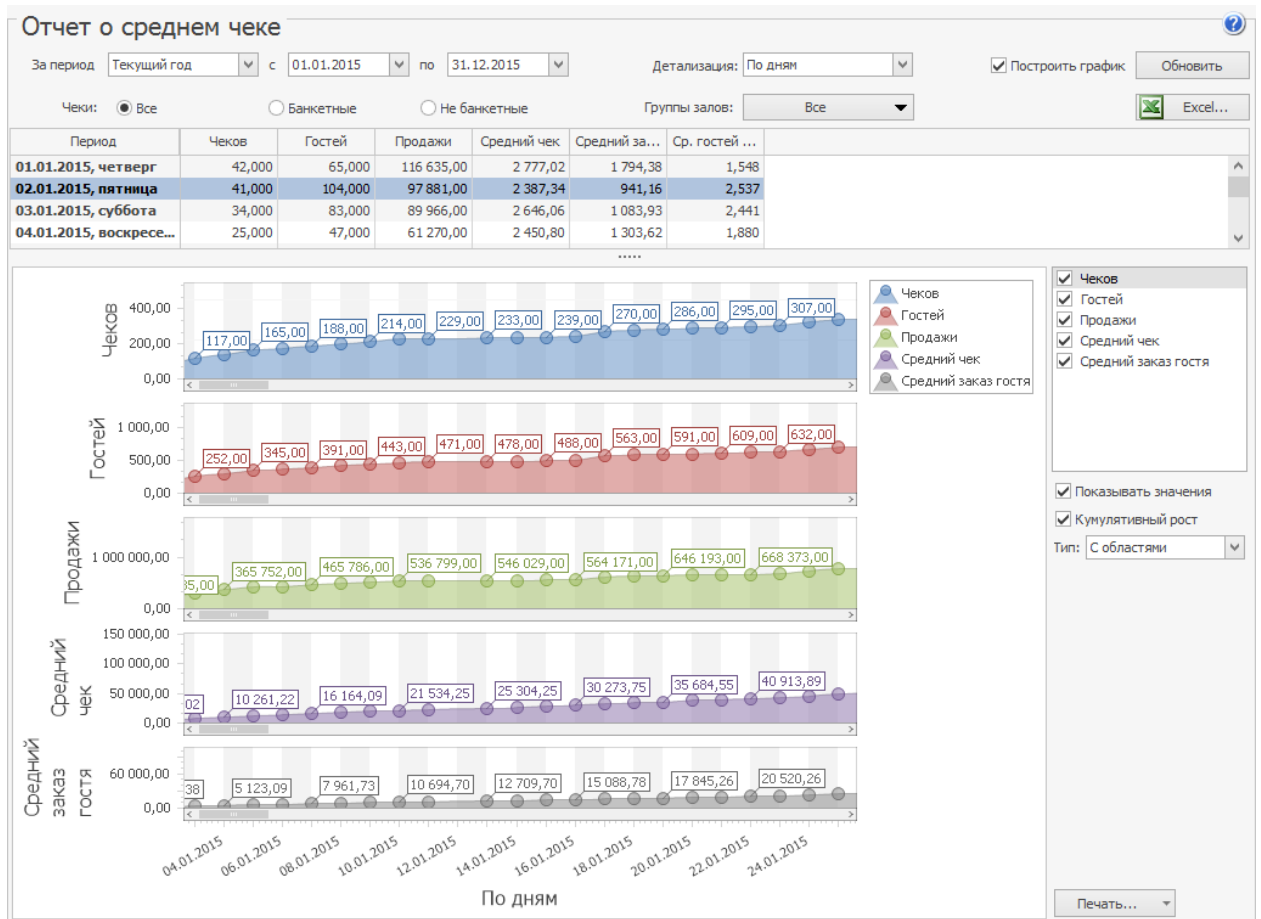 Отчет о среднем чеке
За период Текущий год с 01.01.2015 по 31.12.2015 Детализация: По дням Построить график Обновить
Чеки: Все Банкетные Не банкетные Группы залов: Все Excel...
Период Чеков Гостей Продажи Средний чек Средний за... Ср. гостей ...
01.01.2015, четверг 42,000 65,000 116 635,00 2 777,02 1 794,38 1,548
02.01.2015, пятница 41,000 104,000 97 881,00 2 387,34 941,16 2,537
03.01.2015, суббота 34,000 83,000 89 966,00 2 646,06 1 083,93 2,441
04.01.2015, воскресе... 25,000 47,000 61 270,00 2 450,80 1 303,62 1,880
Чеков
400,00
200,00
0,00
117,00 165,00 188,00 214,00 229,00 233,00 239,00 270,00 286,00 295,00 307,00
Гостей
1 000,00
500,00
0,00
252,00 345,00 391,00 443,00 471,00 478,00 488,00 563,00 591,00 609,00 632,00
Продажи
1 000 000,00
0,00
35,00 365 752,00 465 786,00 536 799,00 546 029,00 564 171,00 646 193,00 668 373,00
Средний
чек
150 000,00
100 000,00
50 000,00
0,00
02 10 261,22 16 164,09 21 534,25 25 304,25 30 273,75 35 684,55 40 913,89
Средний
заказ
гостя
60 000,00
0,00
38 5 123,09 7 961,73 10 694,70 12 709,70 15 088,78 17 845,26 20 520,26
04.01.2015 06.01.2015 08.01.2015 10.01.2015 12.01.2015 14.01.2015 16.01.2015 18.01.2015 20.01.2015 22.01.2015 24.01.2015
По дням
Чеков
Гостей
Продажи
Средний чек
Средний заказ гостя
Чеков
Гостей
Продажи
Средний чек
Средний заказ гостя
Показывать значения
Кумулятивный рост
Тип: С областями
Печать...